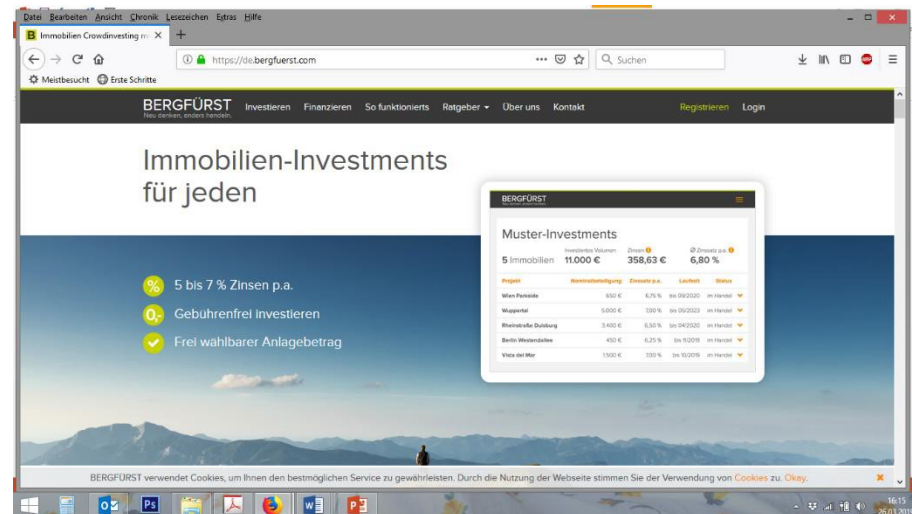 Datei Bearbeiten Ansicht Chronik Lesezeichen Extras Hilfe
Immobilien Crowdinvesting m
https://de.bergfuerst.com
Suchen
Meistbesucht Erste Schritte
BERGFÜRST Investieren Finanzieren So funktionierts Ratgeber Über uns Kontakt Registrieren Login
Neu denken, anders handeln.
Immobilien-Investments
für jeden
BERGFÜRST
Muster-Investments
Investiertes Volumen Zinsen Ø Zinssatz p.a.
5 Immobilien 11.000 € 358,63 € 6,80 %
Projekt Nominalbeteiligung Zinssatz p.a. Laufzeit Status
Wien Parkside 650 € 6,75 % bis 09/2020 im Handel
Wuppertal 5.000 € 7,00 % bis 05/2023 im Handel
Rheinstraße Duisburg 3.400 € 6,50 % bis 04/2020 im Handel
Berlin Westendallee 450 € 6,25 % bis 11/2019 im Handel
Vista del Mar 1.500 € 7,00 % bis 10/2019 im Handel
% 5 bis 7 % Zinsen p.a.
0,- Gebührenfrei investieren
Frei wählbarer Anlagebetrag
BERGFÜRST verwendet Cookies, um Ihnen den bestmöglichen Service zu gewährleisten. Durch die Nutzung der Webseite stimmen Sie der Verwendung von Cookies zu. Okay.
16:15